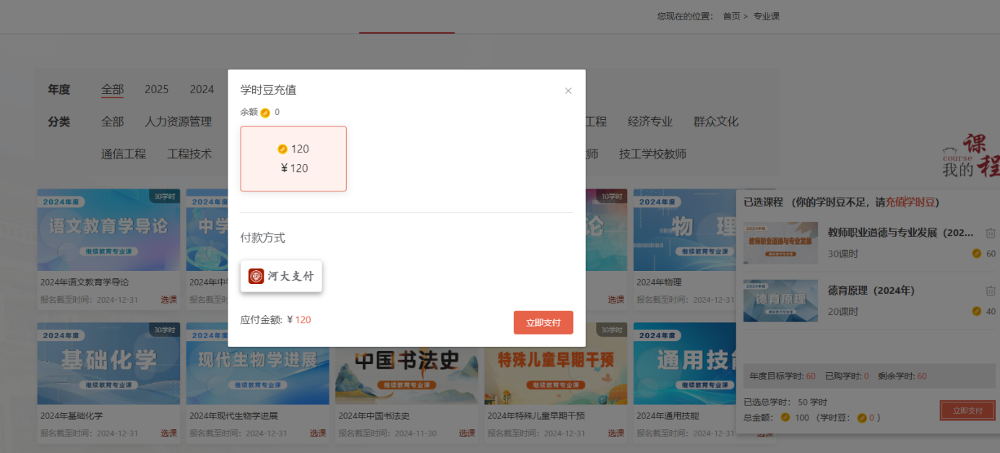 您现在的位置： 首页 > 专业课
年度 全部 2025 2024
分类 全部 人力资源管理 工程 经济专业 群众文化
通信工程 工程技术 师 技工学校教师
学时豆充值
×
余额 0
120
¥ 120
付款方式
河大支付
应付金额: ¥ 120
立即支付
课程
course
我的
2024年度 30学时
语文教育学导论
继续教育专业课
2024年语文教育学导论
报名截至时间：2024-12-31 选课
2024年度
中学
2024年中
报名截至时间：
10学时
论
选课
2024年度
物 理
继续教育专业课
2024年物理
报名截至时间：2024-12-31
2024年度 30学时
基础化学
继续教育专业课
2024年基础化学
报名截至时间：2024-12-31 选课
2024年
现代生物学进展
继续教育专业课
2024年现代生物学进展
报名截至时间：2024-12-31 选课
中国书法史
继续教育专业课
2024年中国书法史
报名截至时间：2024-11-30 选课
30学时
特殊儿童早期干预
继续教育专业课
2024年特殊儿童早期干预
报名截至时间：2024-12-31 选课
2024年度
通用技能
继续教育专业课
2024年通用技能
报名截至时间：2024-12-31 选课
已选课程 （你的学时豆不足，请充值学时豆）
2024年度
教师职业道德与专业发展
继续教育专业课
教师职业道德与专业发展（202...
30课时 60
2024年度
德育原理
继续教育专业课
德育原理（2024年）
20课时 40
年度目标学时: 60 已购学时: 0 剩余学时: 60
已选总学时： 50 学时
总金额： 100 （学时豆： 0 ）
立即支付